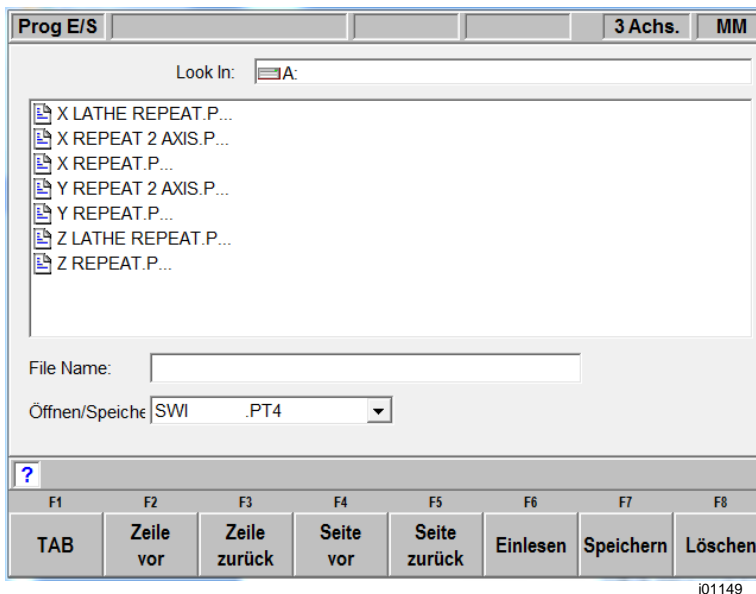 Prog E/S 3 Achs. MM
Look In: A:
X LATHE REPEAT.P...
X REPEAT 2 AXIS.P...
X REPEAT.P...
Y REPEAT 2 AXIS.P...
Y REPEAT.P...
Z LATHE REPEAT.P...
Z REPEAT.P...
File Name:
Öffnen/Speiche SWI .PT4
?
F1 F2 F3 F4 F5 F6 F7 F8
TAB Zeile vor Zeile zurück Seite vor Seite zurück Einlesen Speichern Löschen
i01149